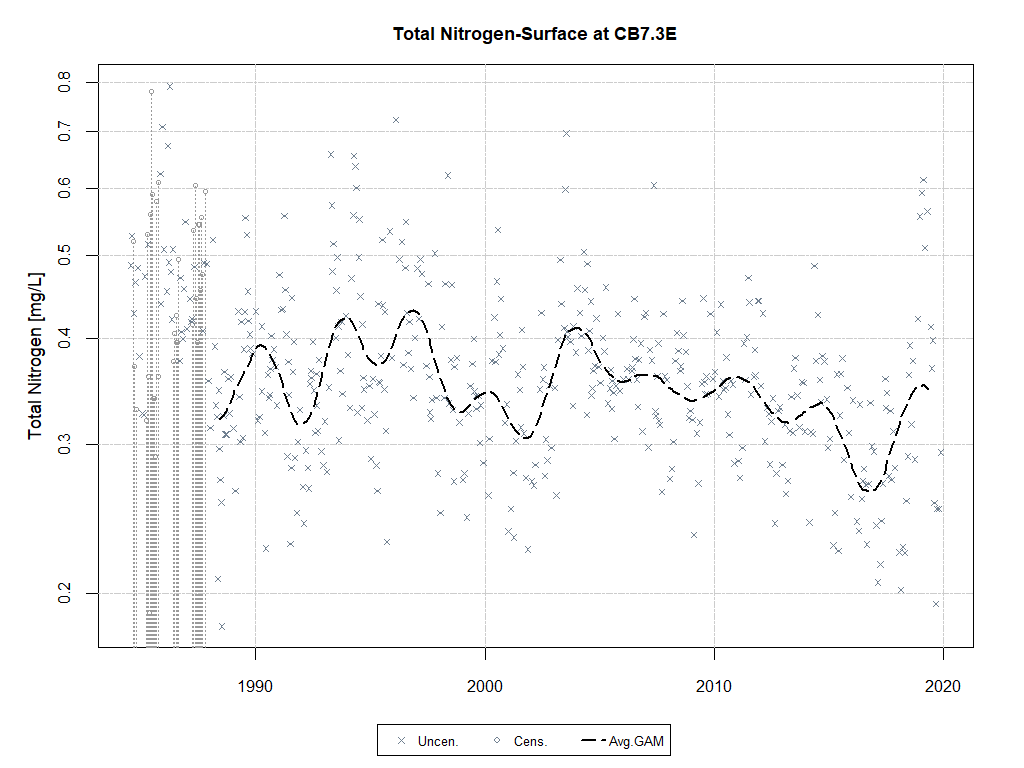 Total Nitrogen-Surface at CB7.3E
Total Nitrogen [mg/L]
0.8
0.7
0.6
0.5
0.4
0.3
0.2
1990 2000 2010 2020
Uncen. Cens. Avg.GAM